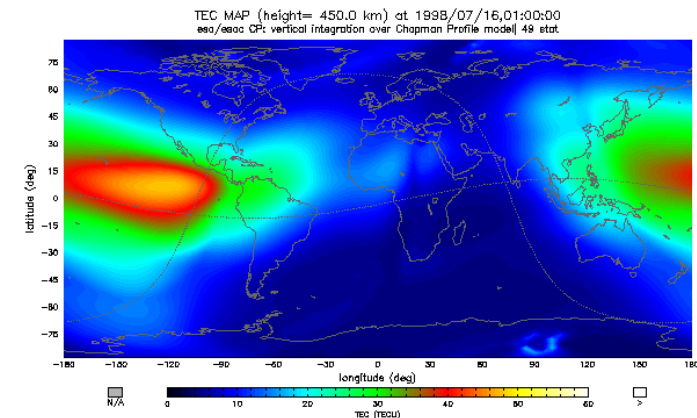 TEC MAP (height= 450.0 km) at 1998/07/16,01:00:00
esa/esoc CP: vertical integration over Chapman Profile model| 49 stat
75
60
45
30
15
0
-15
-30
-45
-60
-75
latitude (deg)
-180 -150 -120 -90 -60 -30 0 30 60 90 120 150 180
longitude (deg)
N/A 0 10 20 30 40 50 60 >
TEC (TECU)